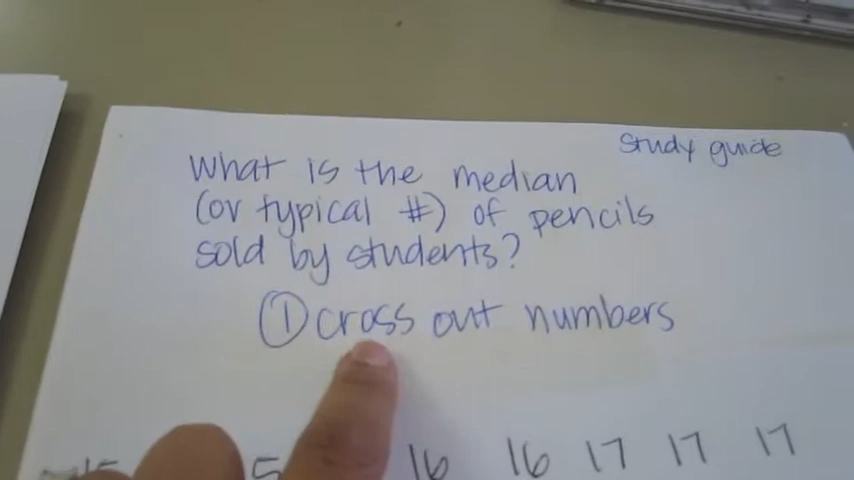 Study guide
What is the median
(or typical #) of pencils
sold by students?
① cross out numbers
16 16 17 17 17